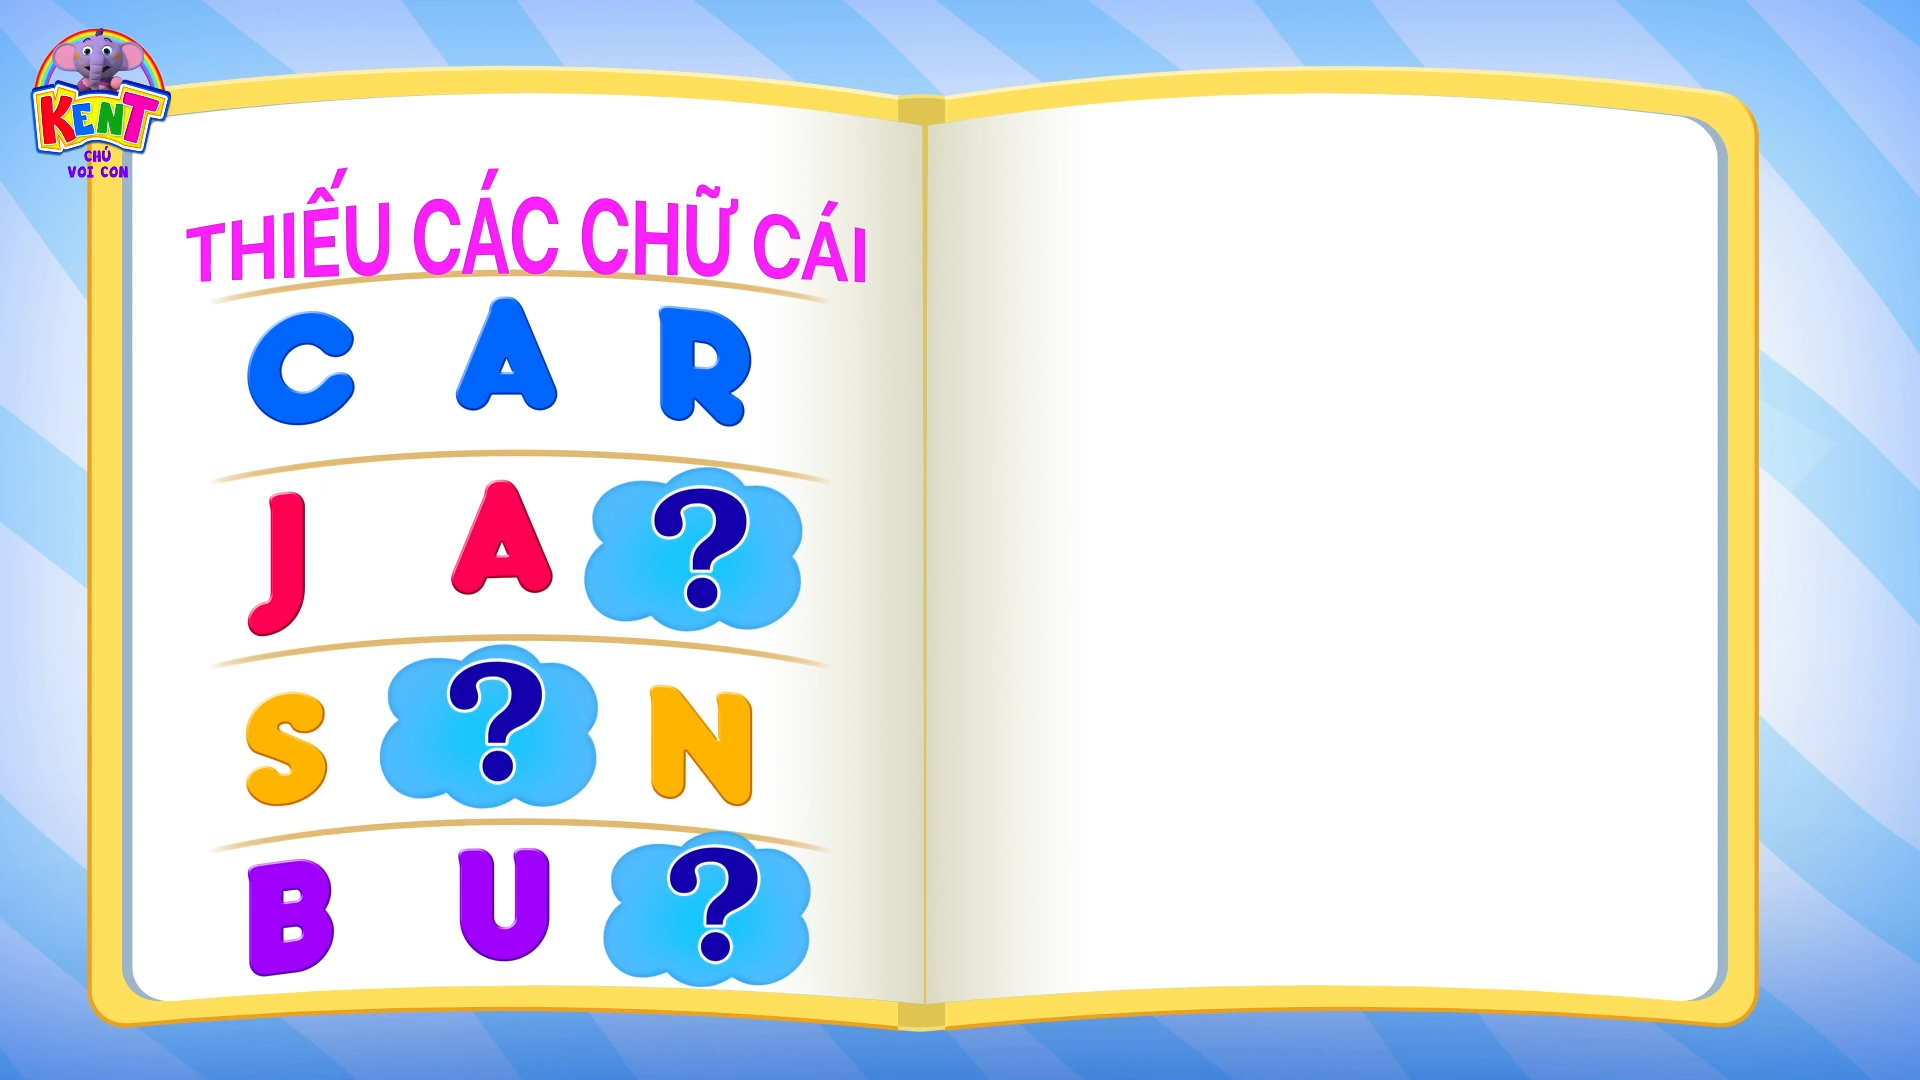 KENT
CHÚ
VOI CON
THIẾU CÁC CHỮ CÁI
C A R
J A ?
S ? N
B U ?